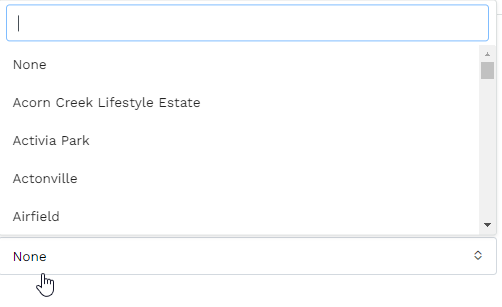 None
Acorn Creek Lifestyle Estate
Activia Park
Actonville
Airfield
None